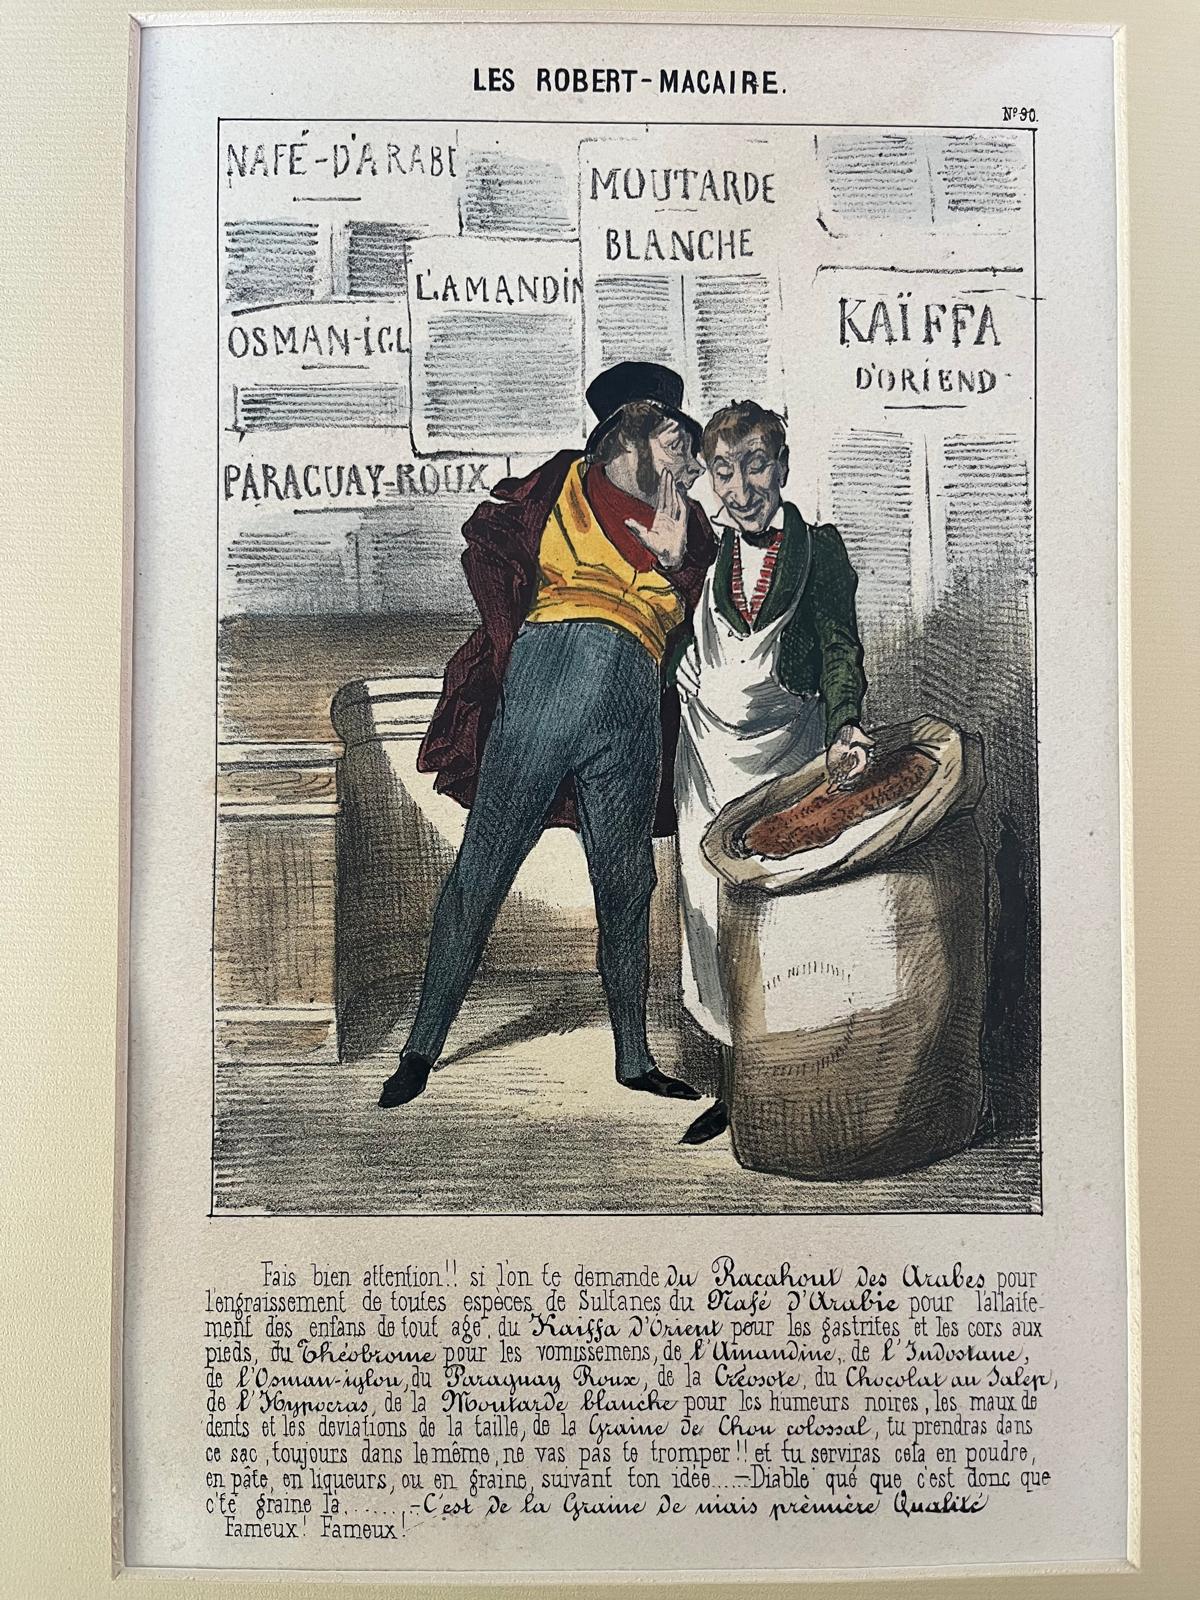 LES ROBERT-MACAIRE.
Nº 90.
NAFÉ-D'ARABI
MOUTARDE
BLANCHE
L'AMANDIN
OSMAN-IGL
KAÏFFA
D'ORIEND
PARAGUAY-ROUX
Fais bien attention!! si l'on te demande du Racahout des Arabes pour
l'engraissement de toutes espèces de Sultanes du Nafé d'Arabie pour l'allaite-
ment des enfans de tout age, du Kaiffa d'Orient pour les gastrites et les cors aux
pieds, du Théobrome pour les vomissemens, de l'Amandine, de l'Indostane,
de l'Osman-iglou, du Paraguay Roux, de la Créosote, du Chocolat au Salep,
de l'Hypocras, de la Moutarde blanche pour les humeurs noires, les maux de
dents et les deviations de la taille, de la Graine de Chou colossal, tu prendras dans
ce sac, toujours dans le même, ne vas pas te tromper!! et tu serviras cela en poudre,
en pâte, en liqueurs, ou en graine, suivant ton idée.....—Diable qué que c'est donc que
c'te graine là.......-C'est de la Graine de mais prèmière Qualité
Fameux! Fameux!